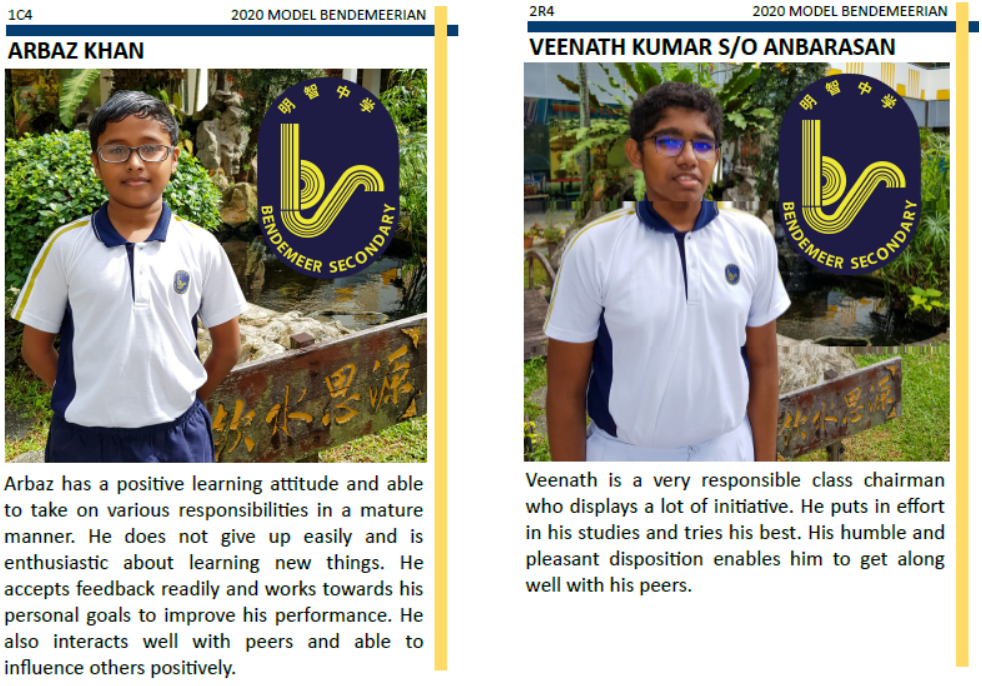 1C4
2020 MODEL BENDEMEERIAN
ARBAZ KHAN
明智中学
BENDEMEER SECONDARY
饮水思源
Arbaz has a positive learning attitude and able
to take on various responsibilities in a mature
manner. He does not give up easily and is
enthusiastic about learning new things. He
accepts feedback readily and works towards his
personal goals to improve his performance. He
also interacts well with peers and able to
influence others positively.
2R4
2020 MODEL BENDEMEERIAN
VEENATH KUMAR S/O ANBARASAN
明智中学
BENDEMEER SECONDARY
饮水思源
Veenath is a very responsible class chairman
who displays a lot of initiative. He puts in effort
in his studies and tries his best. His humble and
pleasant disposition enables him to get along
well with his peers.